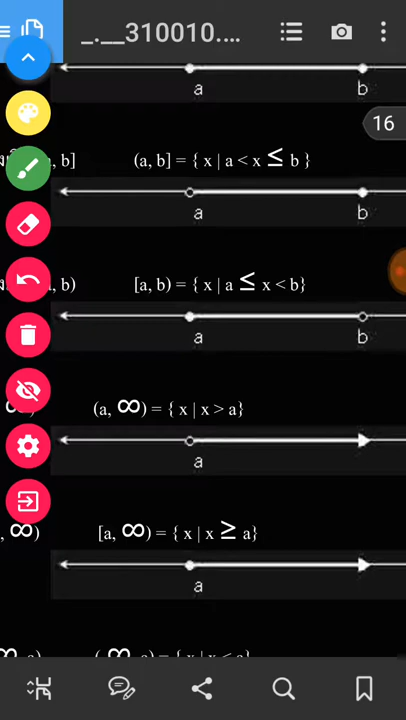 _.__310010....
a b
16
, b] (a, b] = { x | a < x ≤ b }
a b
, b) [a, b) = { x | a ≤ x < b}
a b
∞) (a, ∞) = { x | x > a}
a
, ∞) [a, ∞) = { x | x ≥ a}
a